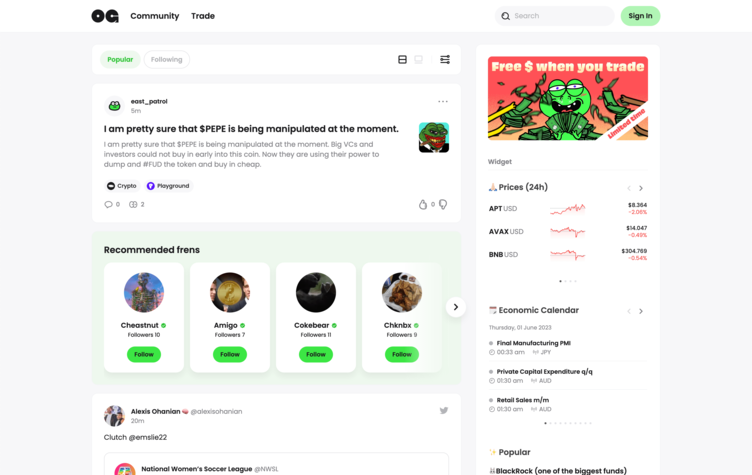 OG
Community
Trade
Search
Sign In
Popular
Following
east_patrol
5m
I am pretty sure that $PEPE is being manipulated at the moment.
I am pretty sure that $PEPE is being manipulated at the moment. Big VCs and
investors could not buy in early into this coin. Now they are using their power to
dump and #FUD the token and buy in cheap.
Crypto
Playground
0
2
0
Recommended frens
Cheastnut
Followers 10
Follow
Amigo
Followers 7
Follow
Cokebear
Followers 11
Follow
Chknbx
Followers 9
Follow
Alexis Ohanian @alexisohanian
20m
Clutch @emslie22
National Women's Soccer League @NWSL
Free $ when you trade
Limited time
Widget
Prices (24h)
APT USD
$8.364
-2.06%
AVAX USD
$14.047
-0.49%
BNB USD
$304.769
-0.54%
Economic Calendar
Thursday, 01 June 2023
Final Manufacturing PMI
00:33 am JPY
Private Capital Expenditure q/q
01:30 am AUD
Retail Sales m/m
01:30 am AUD
Popular
BlackRock (one of the biggest funds)